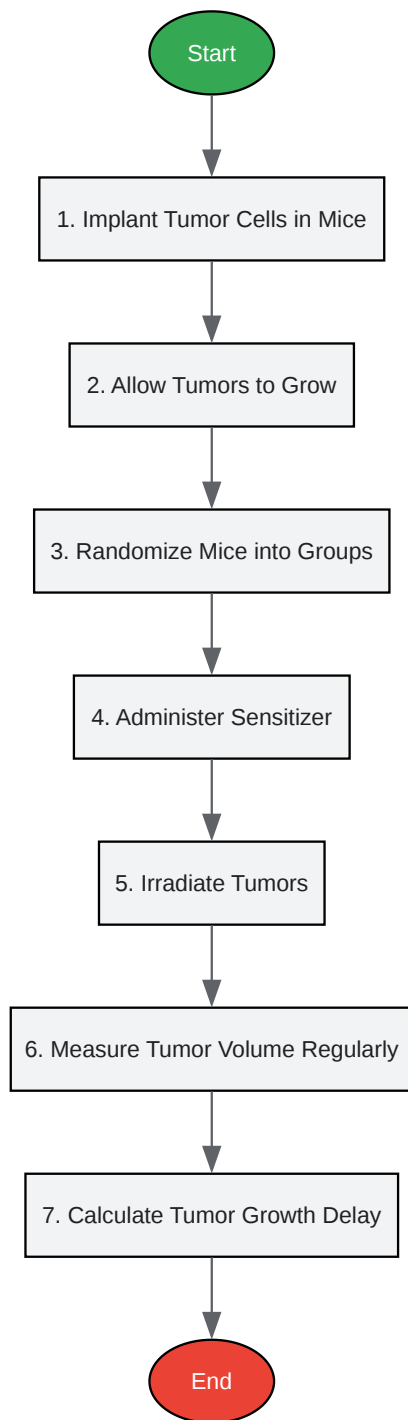 Start
1. Implant Tumor Cells in Mice
2. Allow Tumors to Grow
3. Randomize Mice into Groups
4. Administer Sensitizer
5. Irradiate Tumors
6. Measure Tumor Volume Regularly
7. Calculate Tumor Growth Delay
End